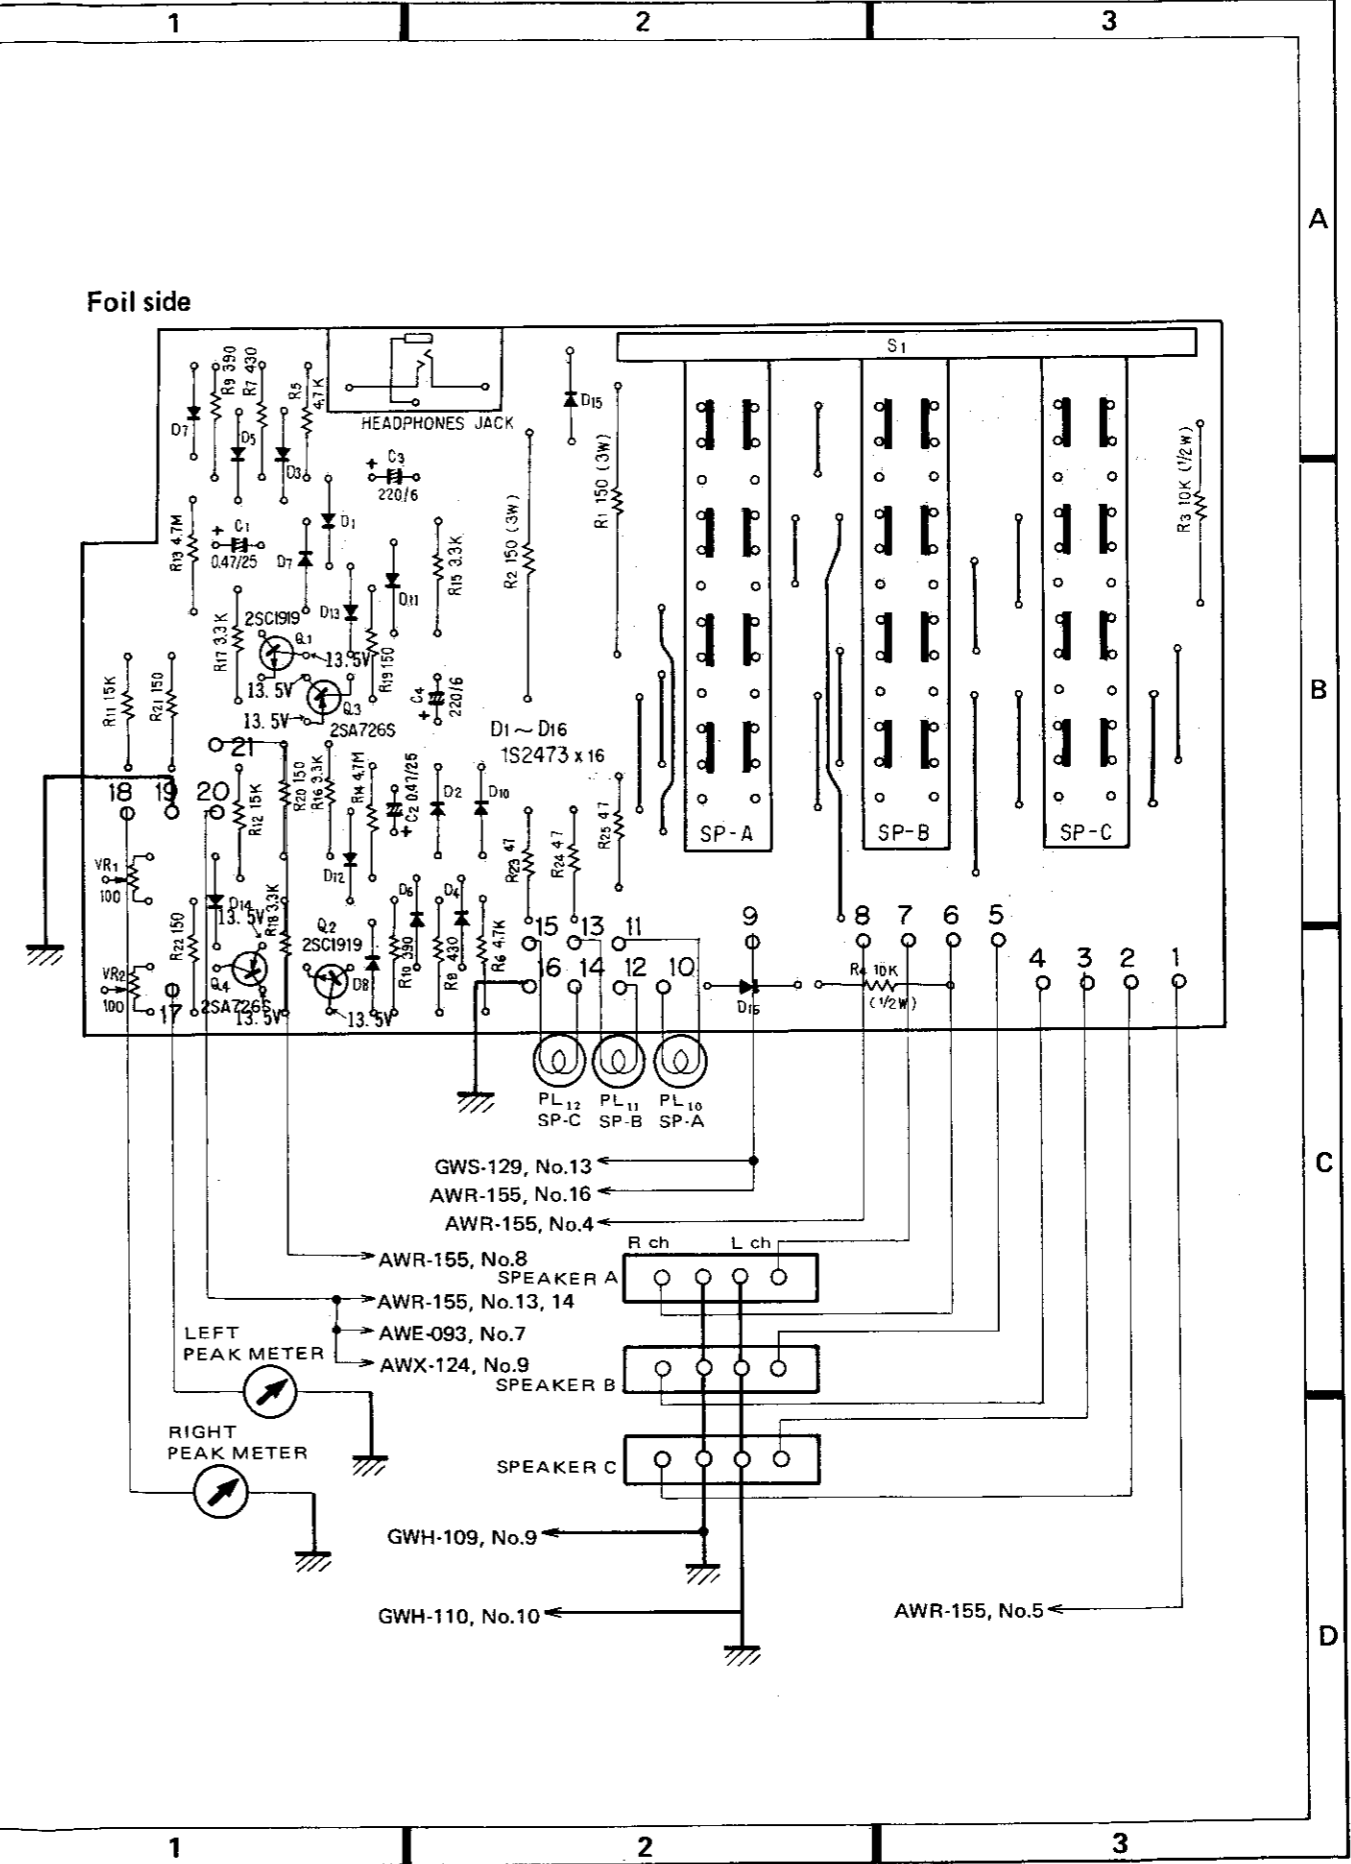 1 2 3
A
Foil side
S1
R9 390
R7 430
R5 4.7K
D7
D5
D3
HEADPHONES JACK
D15
C3
+
220/6
R1 150 (3W)
R3 10K (1/2W)
R13 4.7M
+
C1
0.47/25
D1
D7
R15 3.3K
R2 150 (3W)
D11
D13
R17 3.3K
2SC1919
Q1
13.5V
R19 150
13.5V
Q3
13.5V
2SA726S
C4
220/6
+
B
R11 15K
R21 150
D1~D16
1S2473 x 16
21
18 19 20
R12 15K
R20 150
R16 3.3K
R14 4.7M
C2 0.47/25
+
D2
D10
R23 47
R24 47
R25 47
SP-A SP-B SP-C
VR1
100
D12
D14
13.5V
R18 3.3K
D6
D4
R22 150
Q2
2SC1919
R10 390
R8 430
R6 4.7K
15 13 11 9 8 7 6 5
VR2
100
17
Q4
2SA726S
13.5V
D8
13.5V
16 14 12 10
D16
R4 10K
(1/2W)
4 3 2 1
PL12 PL11 PL10
SP-C SP-B SP-A
C
GWS-129, No.13
AWR-155, No.16
AWR-155, No.4
R ch L ch
AWR-155, No.8
SPEAKER A
AWR-155, No.13, 14
AWE-093, No.7
AWX-124, No.9
LEFT
PEAK METER
SPEAKER B
RIGHT
PEAK METER
SPEAKER C
GWH-109, No.9
GWH-110, No.10
AWR-155, No.5
D
1 2 3